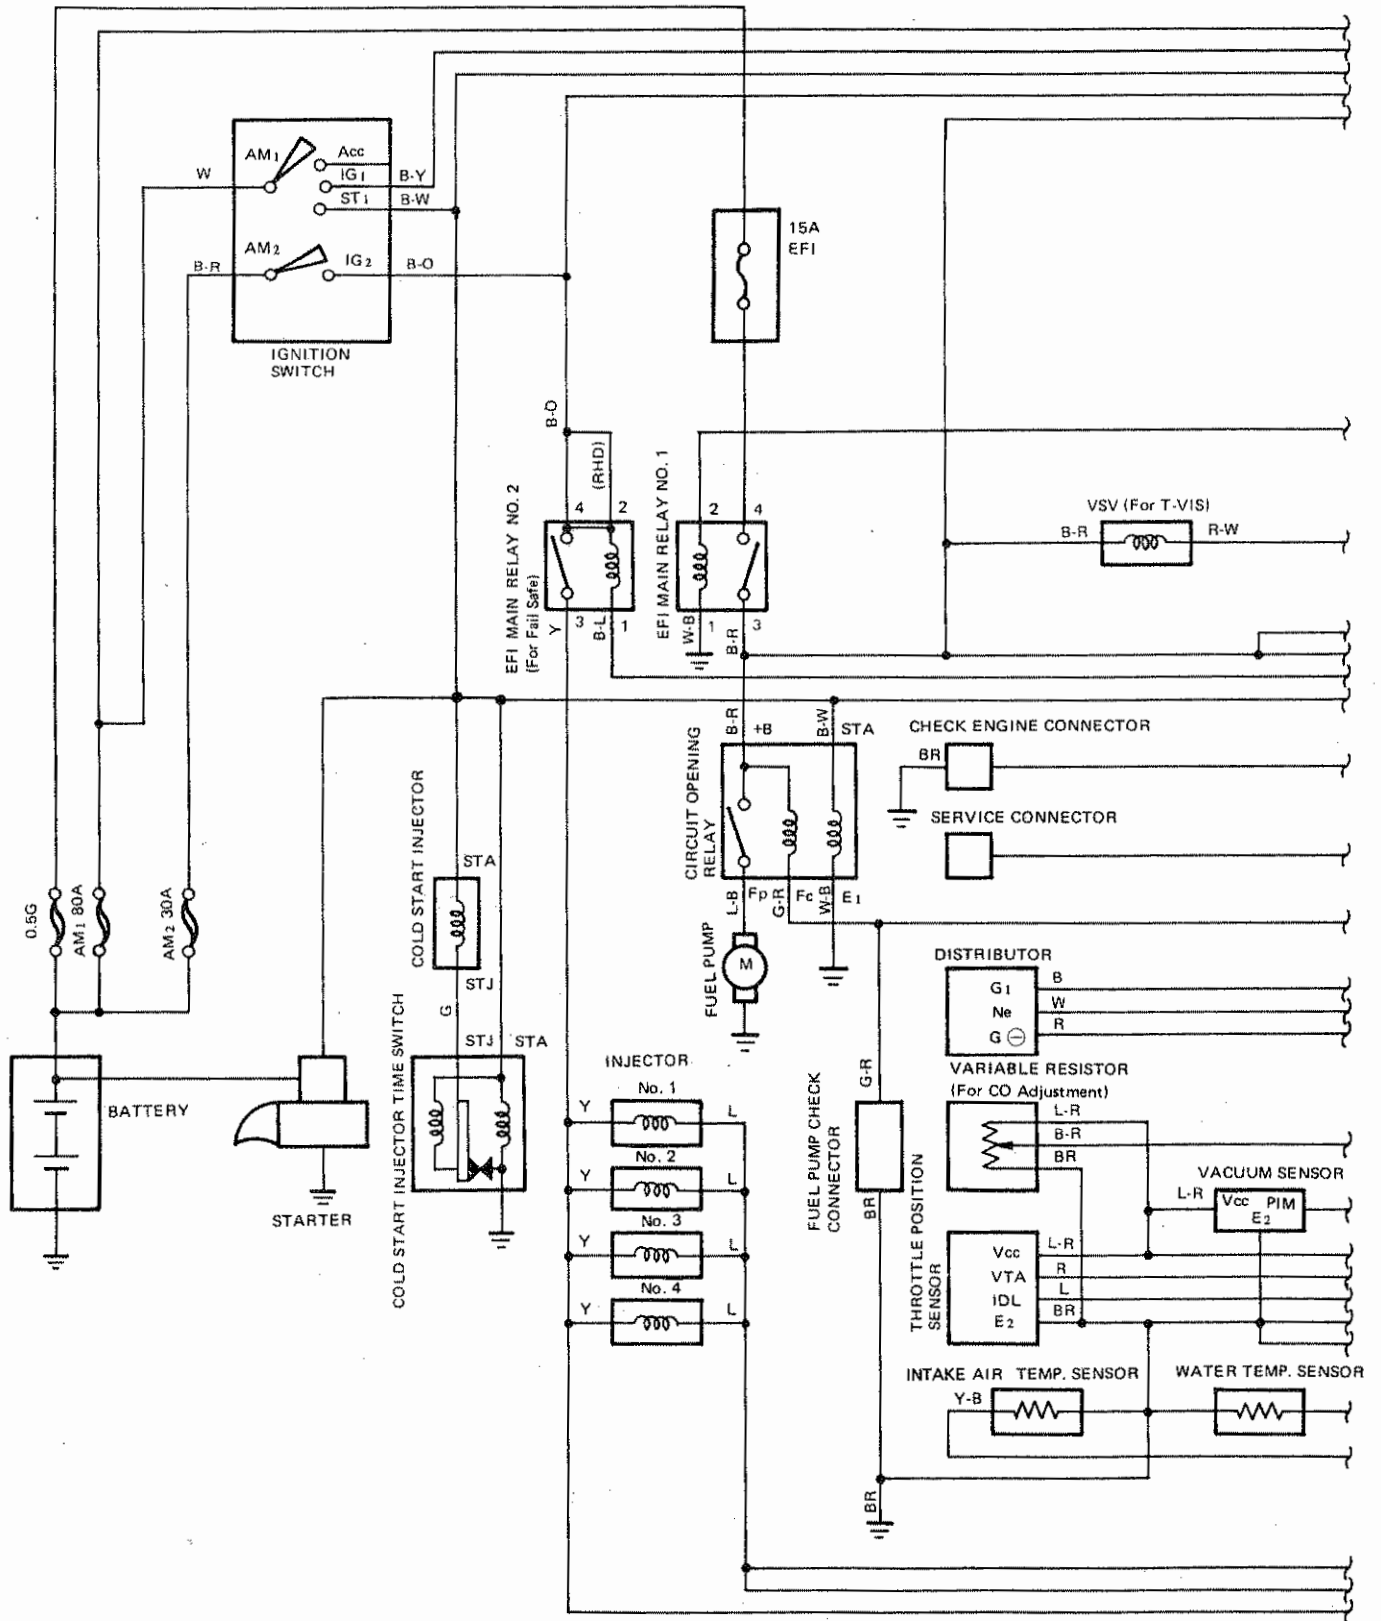 AM1
Acc
W
IG1
B-Y
ST1
B-W
AM2
B-R
IG2
B-O
IGNITION
SWITCH
15A
EFI
B-O
(RHD)
EFI MAIN RELAY NO. 2
(For Fail Safe)
4
2
3
1
Y
B-L
EFI MAIN RELAY NO. 1
2
4
1
3
W-B
B-R
VSV (For T-VIS)
B-R
R-W
B-R
+B
B-W
STA
CIRCUIT OPENING
RELAY
L-B
Fp
G-R
Fc
W-B
E1
CHECK ENGINE CONNECTOR
BR
SERVICE CONNECTOR
0.5G
AM1 80A
AM2 30A
COLD START INJECTOR
STA
STJ
G
COLD START INJECTOR TIME SWITCH
STJ
STA
FUEL PUMP
M
BATTERY
STARTER
INJECTOR
No. 1
Y
L
No. 2
Y
L
No. 3
Y
L
No. 4
Y
L
G-R
FUEL PUMP CHECK
CONNECTOR
BR
BR
DISTRIBUTOR
G1
B
Ne
W
G ⊖
R
VARIABLE RESISTOR
(For CO Adjustment)
L-R
B-R
BR
VACUUM SENSOR
L-R
Vcc
PIM
E2
THROTTLE POSITION
SENSOR
Vcc
L-R
VTA
R
IDL
L
E2
BR
INTAKE AIR TEMP. SENSOR
Y-B
WATER TEMP. SENSOR